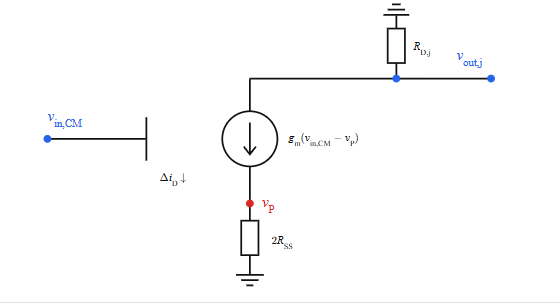 R_D,j
v_out,j
v_in,CM
g_m(v_in,CM − v_p)
Δi_D ↓
v_p
2R_SS